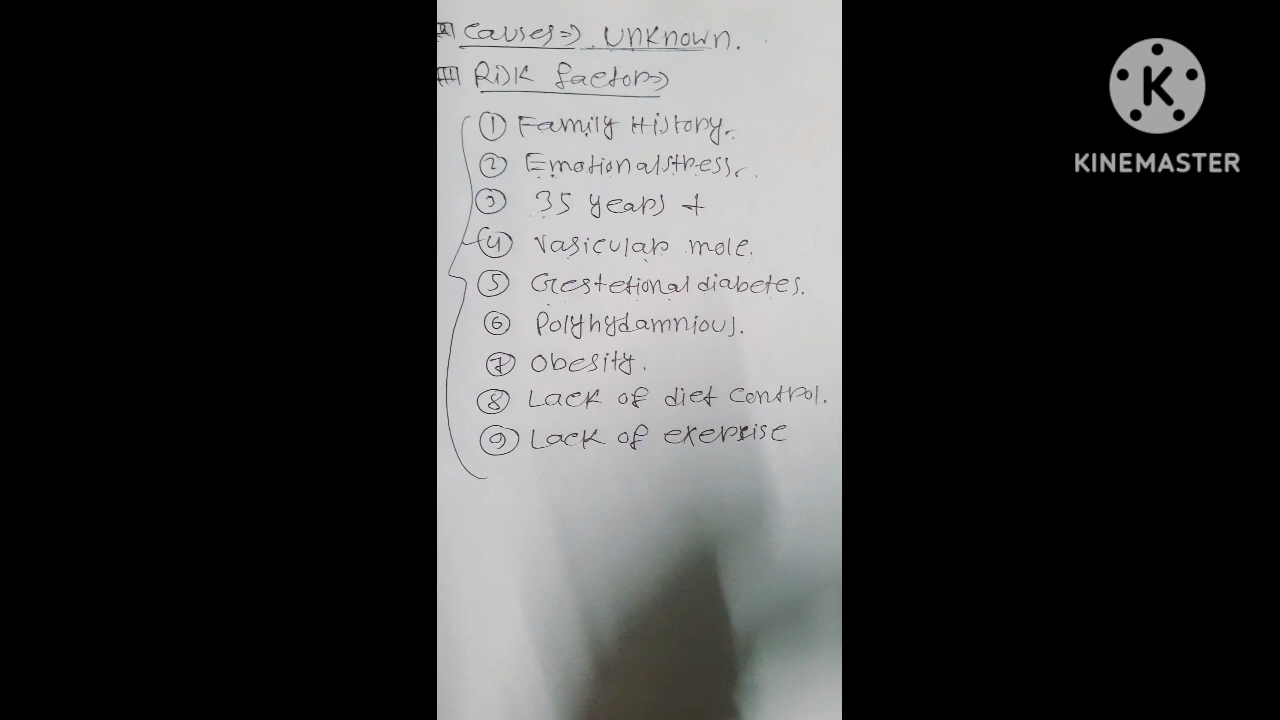 Causes => Unknown.
Risk factors =>
① Family History.
② Emotional stress.
③ 35 years +
④ Vasicular mole.
⑤ Gestetional diabetes.
⑥ Polyhydamnious.
⑦ Obesity.
⑧ Lack of diet control.
⑨ Lack of exercise
K
KINEMASTER